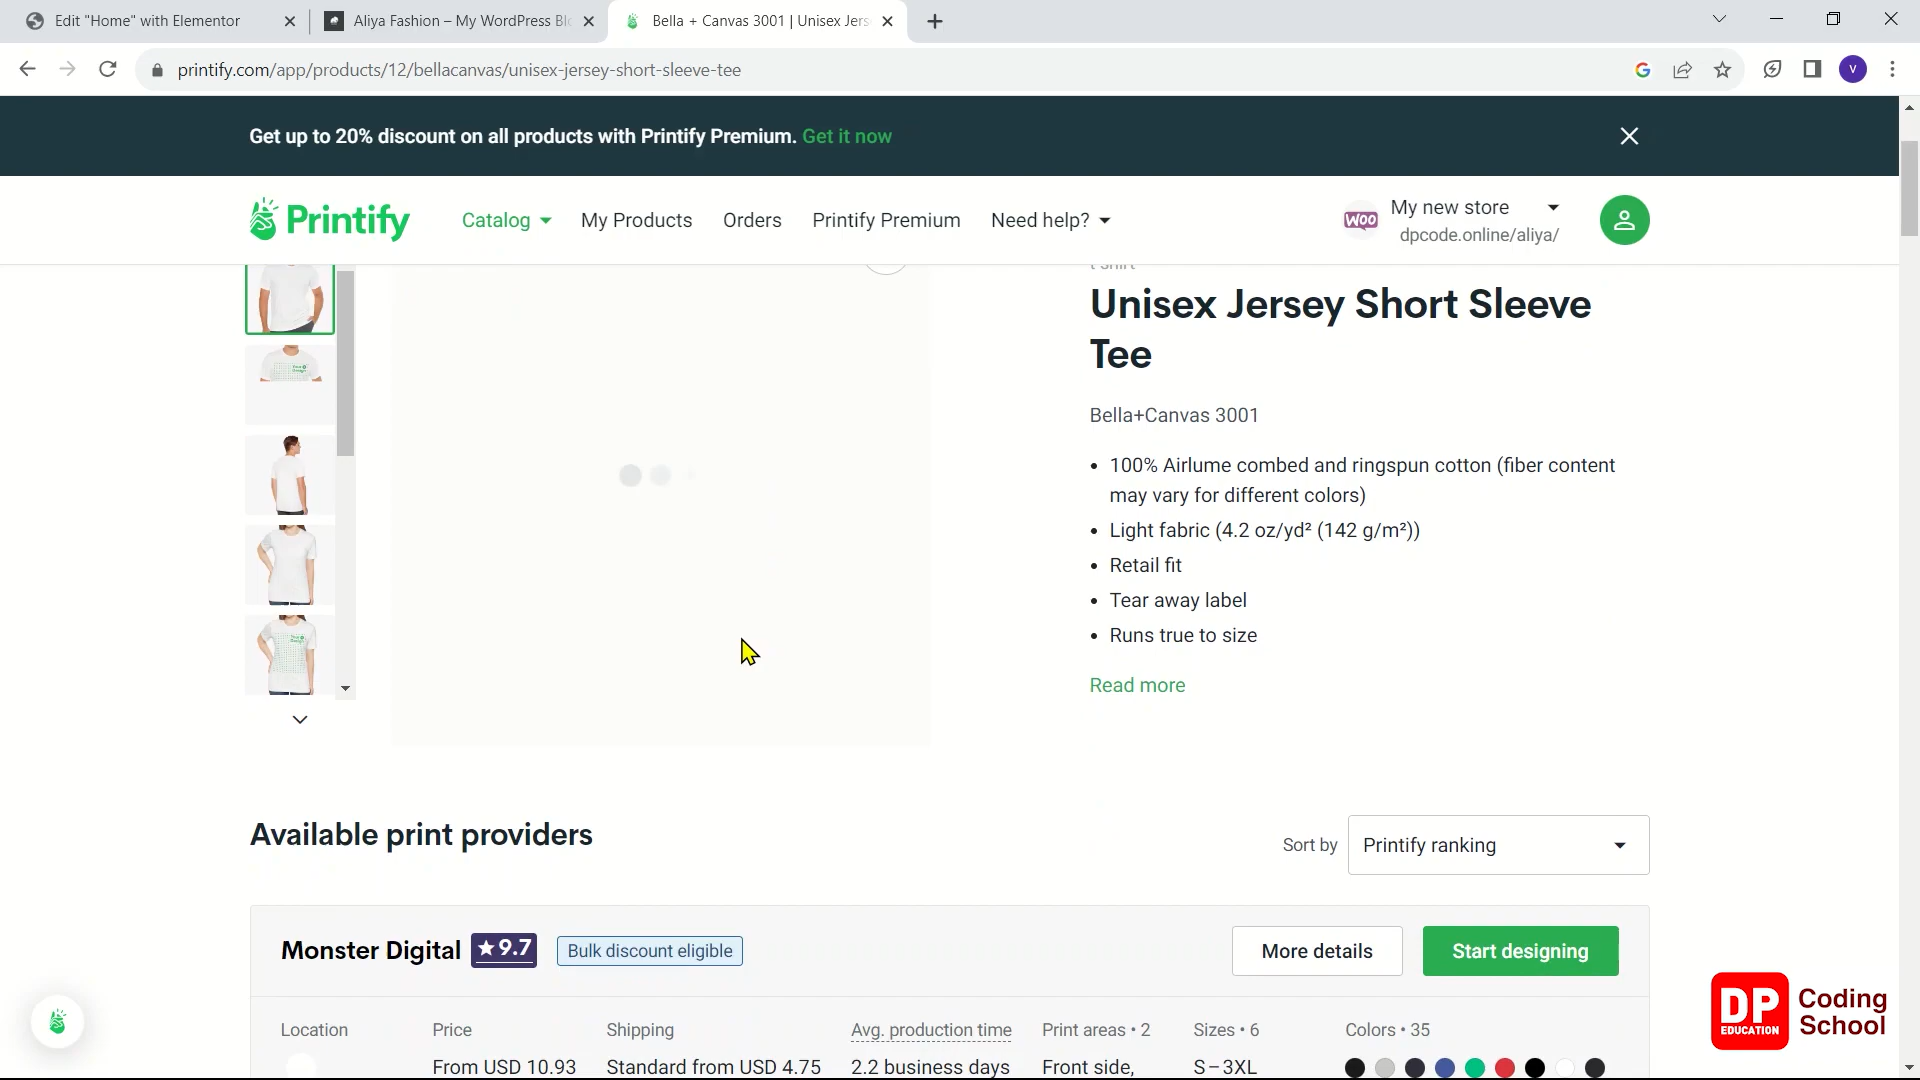 Edit "Home" with Elementor
Aliya Fashion – My WordPress Bl
Bella + Canvas 3001 | Unisex Jers
printify.com/app/products/12/bellacanvas/unisex-jersey-short-sleeve-tee
V
Get up to 20% discount on all products with Printify Premium. Get it now
Printify
Catalog
My Products
Orders
Printify Premium
Need help?
WOO
My new store
dpcode.online/aliya/
Unisex Jersey Short Sleeve
Tee
Bella+Canvas 3001
• 100% Airlume combed and ringspun cotton (fiber content
may vary for different colors)
• Light fabric (4.2 oz/yd² (142 g/m²))
• Retail fit
• Tear away label
• Runs true to size
Read more
Available print providers
Sort by
Printify ranking
Monster Digital
★9.7
Bulk discount eligible
More details
Start designing
Location
Price
Shipping
Avg. production time
Print areas • 2
Sizes • 6
Colors • 35
From USD 10.93
Standard from USD 4.75
2.2 business days
Front side,
S–3XL
DP
EDUCATION
Coding
School